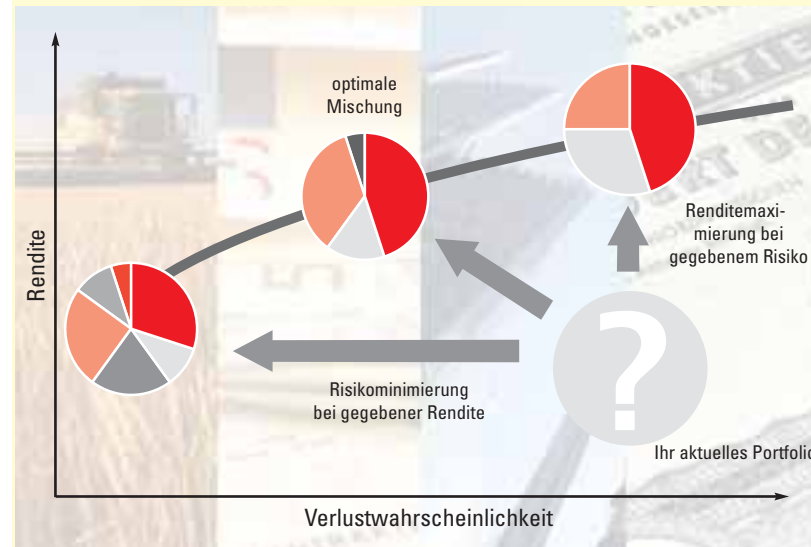 Rendite
optimale
Mischung
Renditemaxi-
mierung bei
gegebenem Risiko
?
Risikominimierung
bei gegebener Rendite
Ihr aktuelles Portfolio
Verlustwahrscheinlichkeit